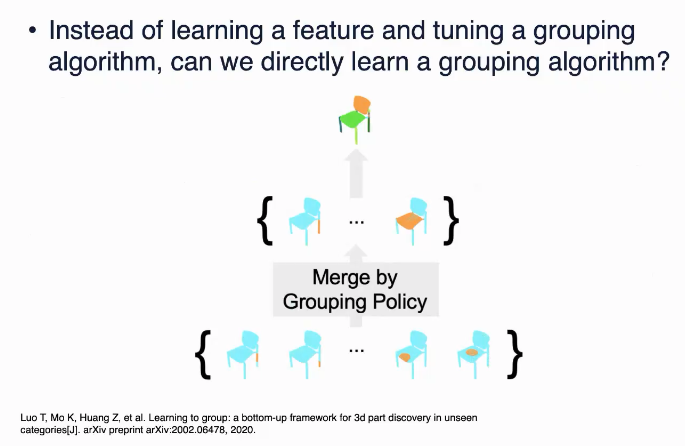 • Instead of learning a feature and tuning a grouping
algorithm, can we directly learn a grouping algorithm?
{ ... }
Merge by
Grouping Policy
{ ... }
Luo T, Mo K, Huang Z, et al. Learning to group: a bottom-up framework for 3d part discovery in unseen
categories[J]. arXiv preprint arXiv:2002.06478, 2020.